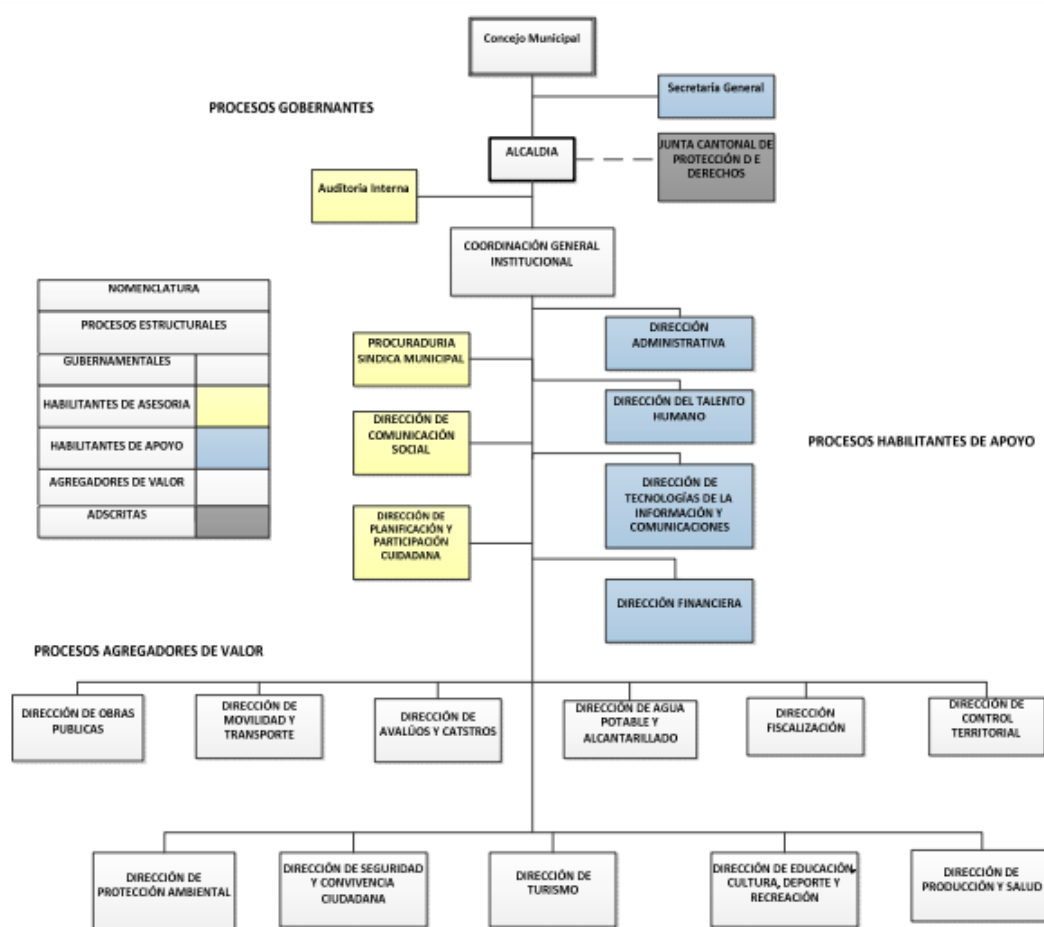 Concejo Municipal
Secretaria General
PROCESOS GOBERNANTES
ALCALDIA
JUNTA CANTONAL DE
PROTECCIÓN D E
DERECHOS
Auditoria Interna
COORDINACIÓN GENERAL
INSTITUCIONAL
NOMENCLATURA
PROCESOS ESTRUCTURALES
GUBERNAMENTALES
HABILITANTES DE ASESORIA
HABILITANTES DE APOYO
AGREGADORES DE VALOR
ADSCRITAS
PROCURADURIA
SINDICA MUNICIPAL
DIRECCIÓN DE
COMUNICACIÓN
SOCIAL
DIRECCIÓN DE
PLANIFICACIÓN Y
PARTICIPACIÓN
CUIDADANA
DIRECCIÓN
ADMINISTRATIVA
DIRECCIÓN DEL TALENTO
HUMANO
DIRECCIÓN DE
TECNOLOGÍAS DE LA
INFORMACIÓN Y
COMUNICACIONES
DIRECCIÓN FINANCIERA
PROCESOS HABILITANTES DE APOYO
PROCESOS AGREGADORES DE VALOR
DIRECCIÓN DE OBRAS
PUBLICAS
DIRECCIÓN DE
MOVILIDAD Y
TRANSPORTE
DIRECCIÓN DE
AVALÚOS Y CATSTROS
DIRECCIÓN DE AGUA
POTABLE Y
ALCANTARILLADO
DIRECCIÓN
FISCALIZACIÓN
DIRECCIÓN DE
CONTROL
TERRITORIAL
DIRECCIÓN DE
PROTECCIÓN AMBIENTAL
DIRECCIÓN DE SEGURIDAD
Y CONVIVENCIA
CIUDADANA
DIRECCIÓN DE
TURISMO
DIRECCIÓN DE EDUCACIÓN,
CULTURA, DEPORTE Y
RECREACIÓN
DIRECCIÓN DE
PRODUCCIÓN Y SALUD